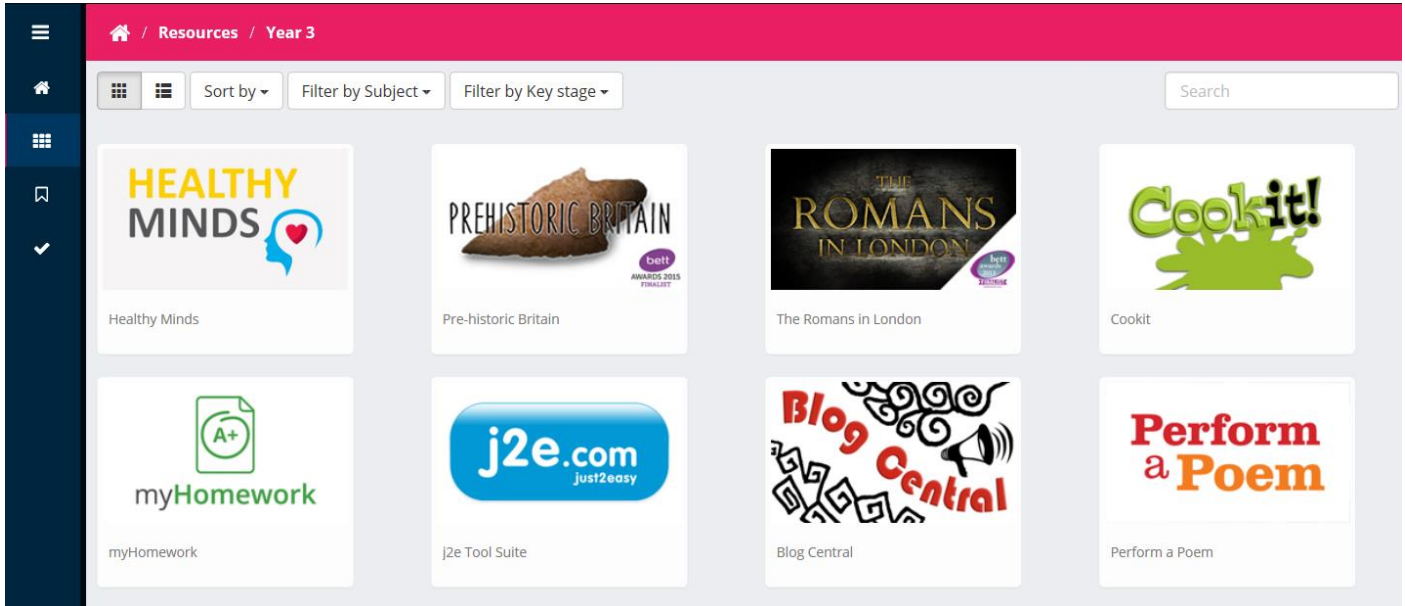 / Resources / Year 3
Sort by
Filter by Subject
Filter by Key stage
Search
HEALTHY
MINDS
Healthy Minds
PREHISTORIC BRITAIN
bett
AWARDS 2015
FINALIST
Pre-historic Britain
THE
ROMANS
IN LONDON
bett
awards
The Romans in London
Cookit!
Cookit
A+
myHomework
myHomework
j2e.com
just2easy
j2e Tool Suite
Blog Central
Blog Central
Perform
a Poem
Perform a Poem